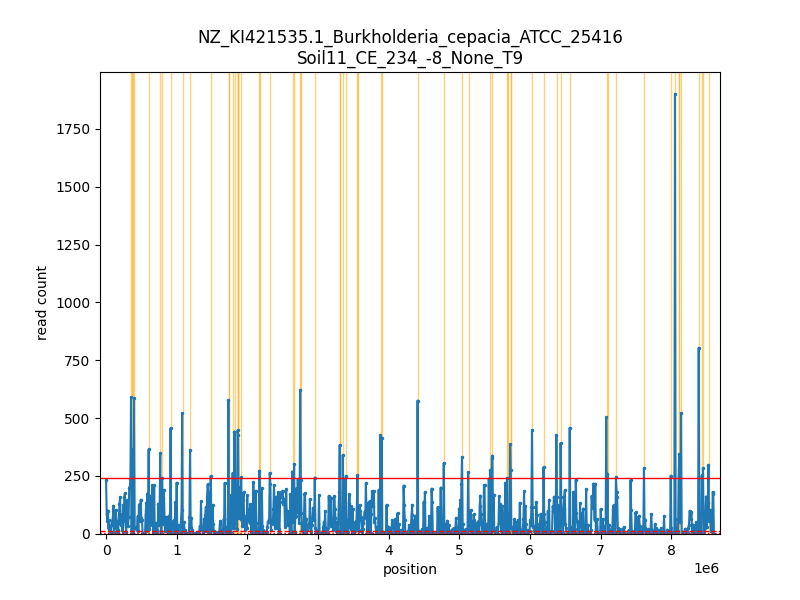 NZ_KI421535.1_Burkholderia_cepacia_ATCC_25416
Soil11_CE_234_-8_None_T9
1750
1500
1250
1000
750
500
250
0
read count
0 1 2 3 4 5 6 7 8
1e6
position